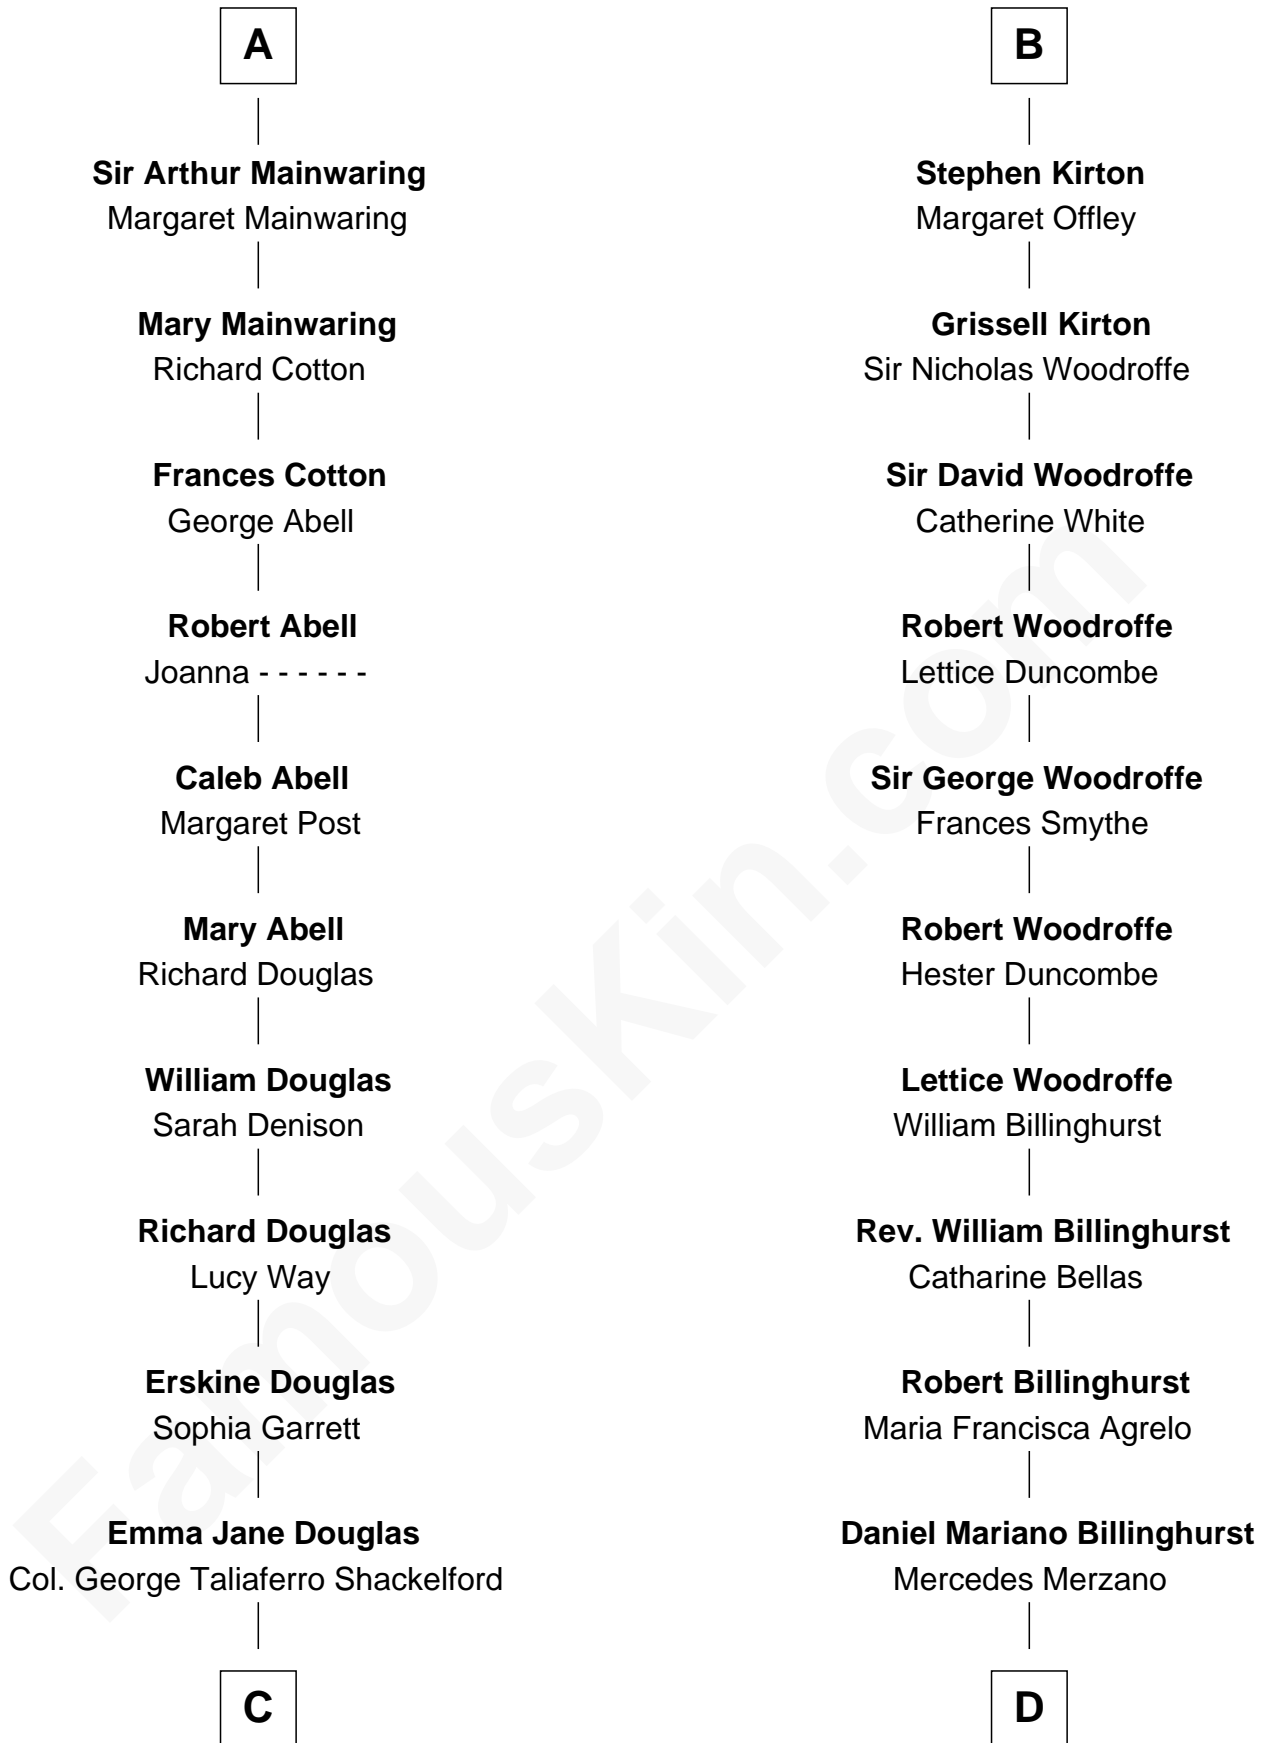 A
Sir Arthur Mainwaring
Margaret Mainwaring
Mary Mainwaring
Richard Cotton
Frances Cotton
George Abell
Robert Abell
Joanna - - - - - -
Caleb Abell
Margaret Post
Mary Abell
Richard Douglas
William Douglas
Sarah Denison
Richard Douglas
Lucy Way
Erskine Douglas
Sophia Garrett
Emma Jane Douglas
Col. George Taliaferro Shackelford
C
B
Stephen Kirton
Margaret Offley
Grissell Kirton
Sir Nicholas Woodroffe
Sir David Woodroffe
Catherine White
Robert Woodroffe
Lettice Duncombe
Sir George Woodroffe
Frances Smythe
Robert Woodroffe
Hester Duncombe
Lettice Woodroffe
William Billinghurst
Rev. William Billinghurst
Catharine Bellas
Robert Billinghurst
Maria Francisca Agrelo
Daniel Mariano Billinghurst
Mercedes Merzano
D
FamousKin.com